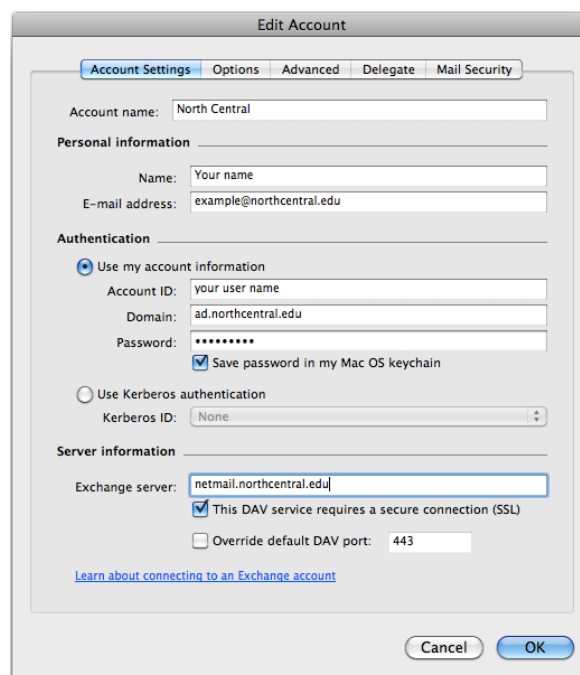 Edit Account
Account Settings Options Advanced Delegate Mail Security
Account name: North Central
Personal information
Name: Your name
E-mail address: example@northcentral.edu
Authentication
Use my account information
Account ID: your user name
Domain: ad.northcentral.edu
Password: •••••••••
Save password in my Mac OS keychain
Use Kerberos authentication
Kerberos ID: None
Server information
Exchange server: netmail.northcentral.edu
This DAV service requires a secure connection (SSL)
Override default DAV port: 443
Learn about connecting to an Exchange account
Cancel OK